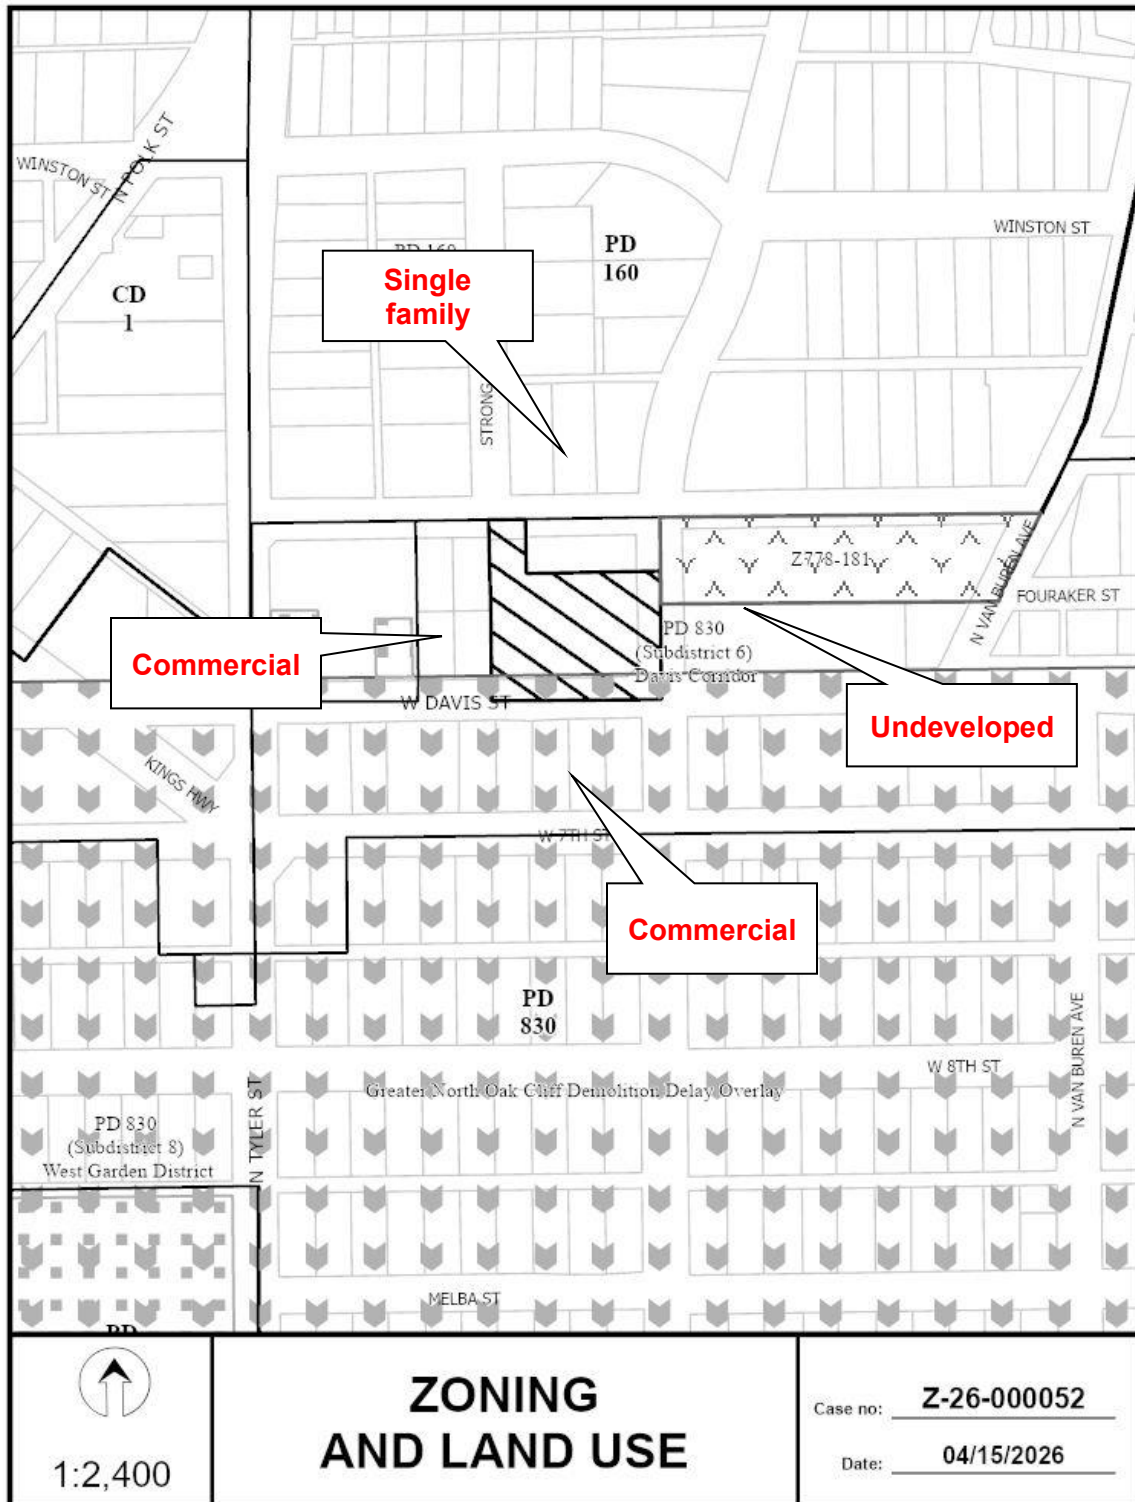 WINSTON ST
N POLK ST
WINSTON ST
PD
160
PD 160
Single
family
CD
1
STRONG
Z778-181
N VAN BUREN AVE
FOURAKER ST
PD 830
(Subdistrict 6)
Davis Corridor
Commercial
W DAVIS ST
Undeveloped
KINGS HWY
W 7TH ST
Commercial
PD
830
N VAN BUREN AVE
W 8TH ST
Greater North Oak Cliff Demolition Delay Overlay
N TYLER ST
PD 830
(Subdistrict 8)
West Garden District
MELBA ST
PD
1:2,400
ZONING
AND LAND USE
Case no: Z-26-000052
Date: 04/15/2026